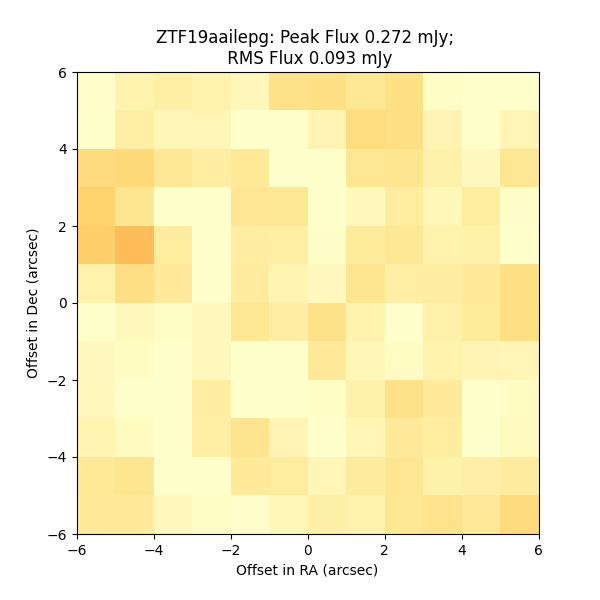 ZTF19aailepg: Peak Flux 0.272 mJy;
RMS Flux 0.093 mJy
6
4
2
0
−2
−4
−6
Offset in Dec (arcsec)
−6 −4 −2 0 2 4 6
Offset in RA (arcsec)